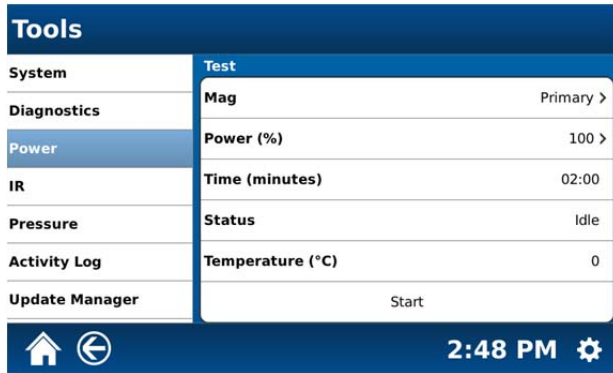 Tools
System
Diagnostics
Power
IR
Pressure
Activity Log
Update Manager
Test
Mag Primary >
Power (%) 100 >
Time (minutes) 02:00
Status Idle
Temperature (°C) 0
Start
2:48 PM